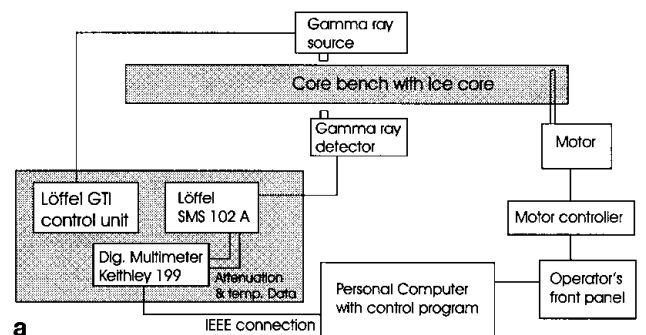 Gamma ray
source
Core bench with Ice core
Gamma ray
detector
Motor
Löffel GTI
control unit
Löffel
SMS 102 A
Motor controller
Dig. Multimeter
Keithley 199
Attenuation
& temp. Data
Personal Computer
with control program
Operator's
front panel
IEEE connection
a